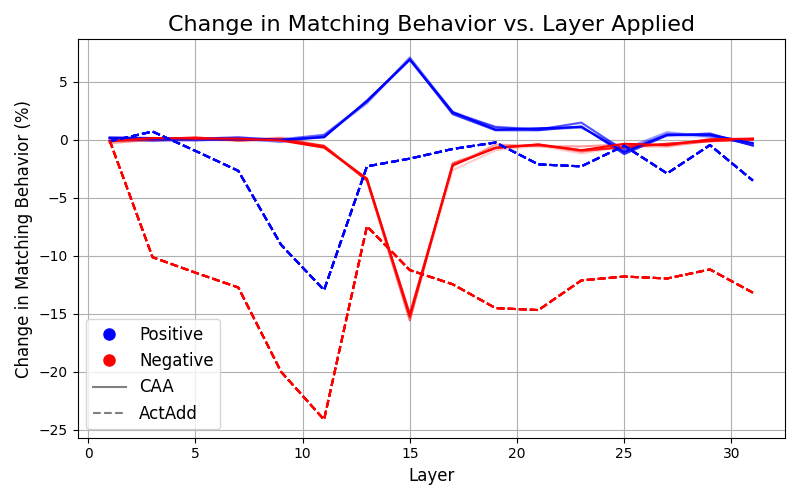 Change in Matching Behavior vs. Layer Applied
Change in Matching Behavior (%)
5
0
−5
−10
−15
−20
−25
Positive
Negative
CAA
ActAdd
0 5 10 15 20 25 30
Layer